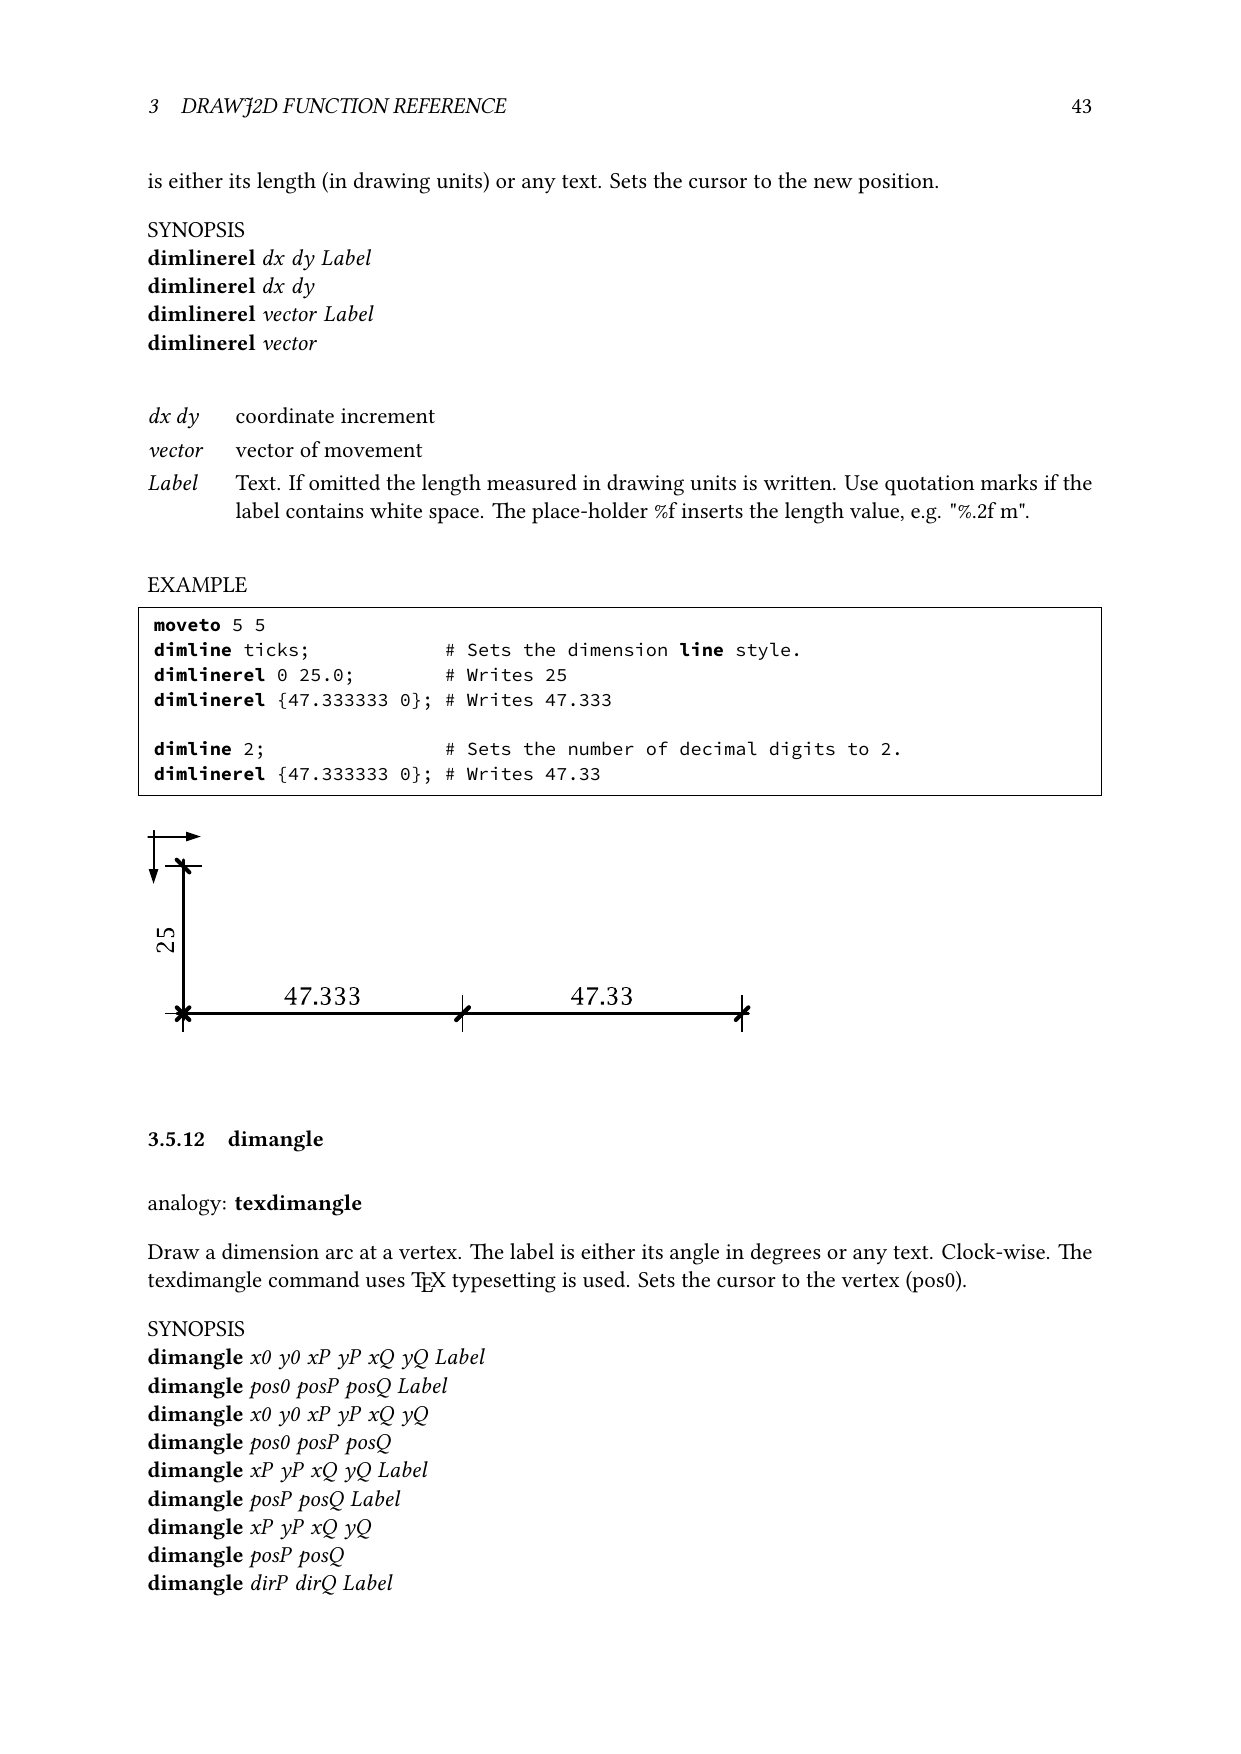 3 DRAWJ2D FUNCTION REFERENCE 43
is either its length (in drawing units) or any text. Sets the cursor to the new position.
SYNOPSIS
dimlinerel dx dy Label
dimlinerel dx dy
dimlinerel vector Label
dimlinerel vector
dx dy coordinate increment
vector vector of movement
Label Text. If omitted the length measured in drawing units is written. Use quotation marks if the
label contains white space. The place-holder %f inserts the length value, e.g. "%.2f m".
EXAMPLE
moveto 5 5
dimline ticks; # Sets the dimension line style.
dimlinerel 0 25.0; # Writes 25
dimlinerel {47.333333 0}; # Writes 47.333
dimline 2; # Sets the number of decimal digits to 2.
dimlinerel {47.333333 0}; # Writes 47.33
25
47.333 47.33
3.5.12 dimangle
analogy: texdimangle
Draw a dimension arc at a vertex. The label is either its angle in degrees or any text. Clock-wise. The
texdimangle command uses TEX typesetting is used. Sets the cursor to the vertex (pos0).
SYNOPSIS
dimangle x0 y0 xP yP xQ yQ Label
dimangle pos0 posP posQ Label
dimangle x0 y0 xP yP xQ yQ
dimangle pos0 posP posQ
dimangle xP yP xQ yQ Label
dimangle posP posQ Label
dimangle xP yP xQ yQ
dimangle posP posQ
dimangle dirP dirQ Label